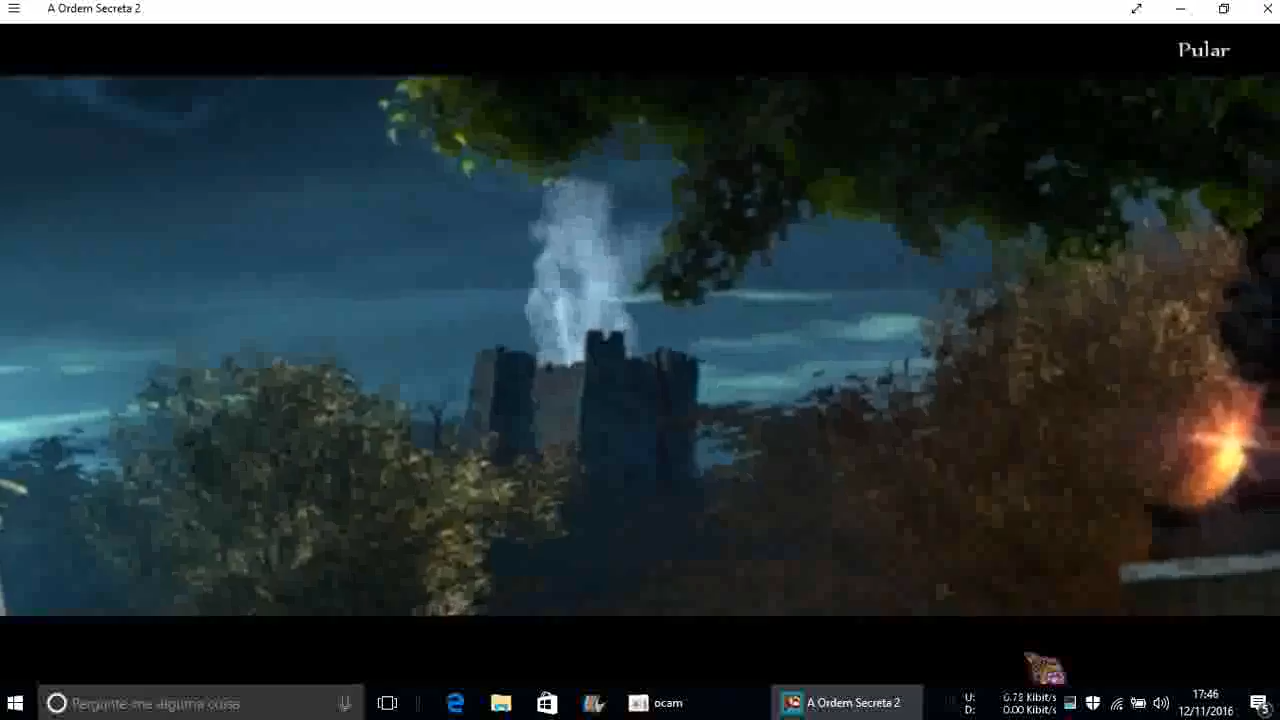 A Ordem Secreta 2
Pular
Pergunte-me alguma coisa
ocam
A Ordem Secreta 2
U: 6.78 Kibit/s
D: 0.00 Kibit/s
17:46
12/11/2016
5